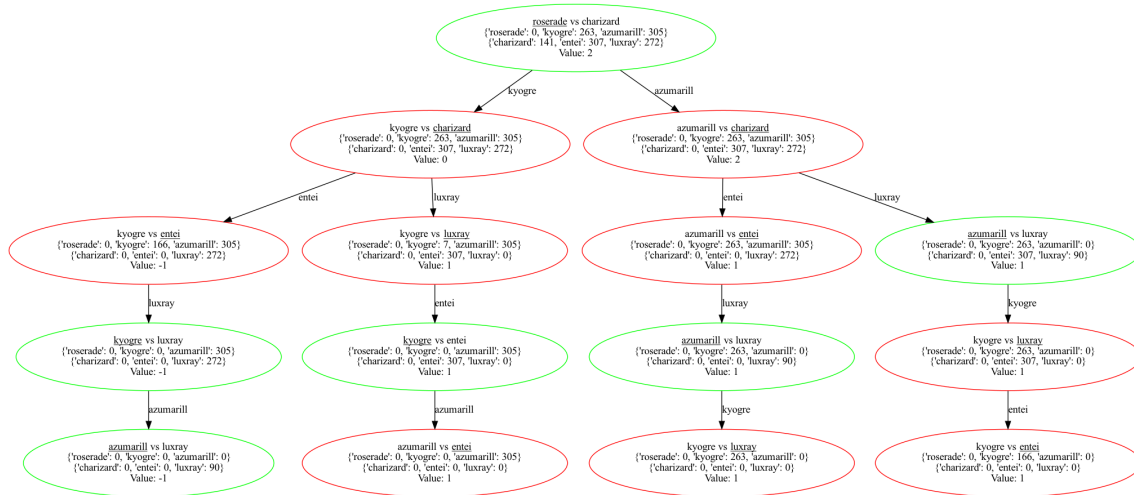 roserade vs charizard
{'roserade': 0, 'kyogre': 263, 'azumarill': 305}
{'charizard': 141, 'entei': 307, 'luxray': 272}
Value: 2
kyogre
azumarill
kyogre vs charizard
{'roserade': 0, 'kyogre': 263, 'azumarill': 305}
{'charizard': 0, 'entei': 307, 'luxray': 272}
Value: 0
azumarill vs charizard
{'roserade': 0, 'kyogre': 263, 'azumarill': 305}
{'charizard': 0, 'entei': 307, 'luxray': 272}
Value: 2
entei
luxray
entei
luxray
kyogre vs entei
{'roserade': 0, 'kyogre': 166, 'azumarill': 305}
{'charizard': 0, 'entei': 0, 'luxray': 272}
Value: -1
kyogre vs luxray
{'roserade': 0, 'kyogre': 7, 'azumarill': 305}
{'charizard': 0, 'entei': 307, 'luxray': 0}
Value: 1
azumarill vs entei
{'roserade': 0, 'kyogre': 263, 'azumarill': 305}
{'charizard': 0, 'entei': 0, 'luxray': 272}
Value: 1
azumarill vs luxray
{'roserade': 0, 'kyogre': 263, 'azumarill': 0}
{'charizard': 0, 'entei': 307, 'luxray': 90}
Value: 1
luxray
entei
luxray
kyogre
kyogre vs luxray
{'roserade': 0, 'kyogre': 0, 'azumarill': 305}
{'charizard': 0, 'entei': 0, 'luxray': 272}
Value: -1
kyogre vs entei
{'roserade': 0, 'kyogre': 0, 'azumarill': 305}
{'charizard': 0, 'entei': 307, 'luxray': 0}
Value: 1
azumarill vs luxray
{'roserade': 0, 'kyogre': 263, 'azumarill': 0}
{'charizard': 0, 'entei': 0, 'luxray': 90}
Value: 1
kyogre vs luxray
{'roserade': 0, 'kyogre': 263, 'azumarill': 0}
{'charizard': 0, 'entei': 307, 'luxray': 0}
Value: 1
azumarill
azumarill
kyogre
entei
azumarill vs luxray
{'roserade': 0, 'kyogre': 0, 'azumarill': 0}
{'charizard': 0, 'entei': 0, 'luxray': 90}
Value: -1
azumarill vs entei
{'roserade': 0, 'kyogre': 0, 'azumarill': 305}
{'charizard': 0, 'entei': 0, 'luxray': 0}
Value: 1
kyogre vs luxray
{'roserade': 0, 'kyogre': 263, 'azumarill': 0}
{'charizard': 0, 'entei': 0, 'luxray': 0}
Value: 1
kyogre vs entei
{'roserade': 0, 'kyogre': 166, 'azumarill': 0}
{'charizard': 0, 'entei': 0, 'luxray': 0}
Value: 1